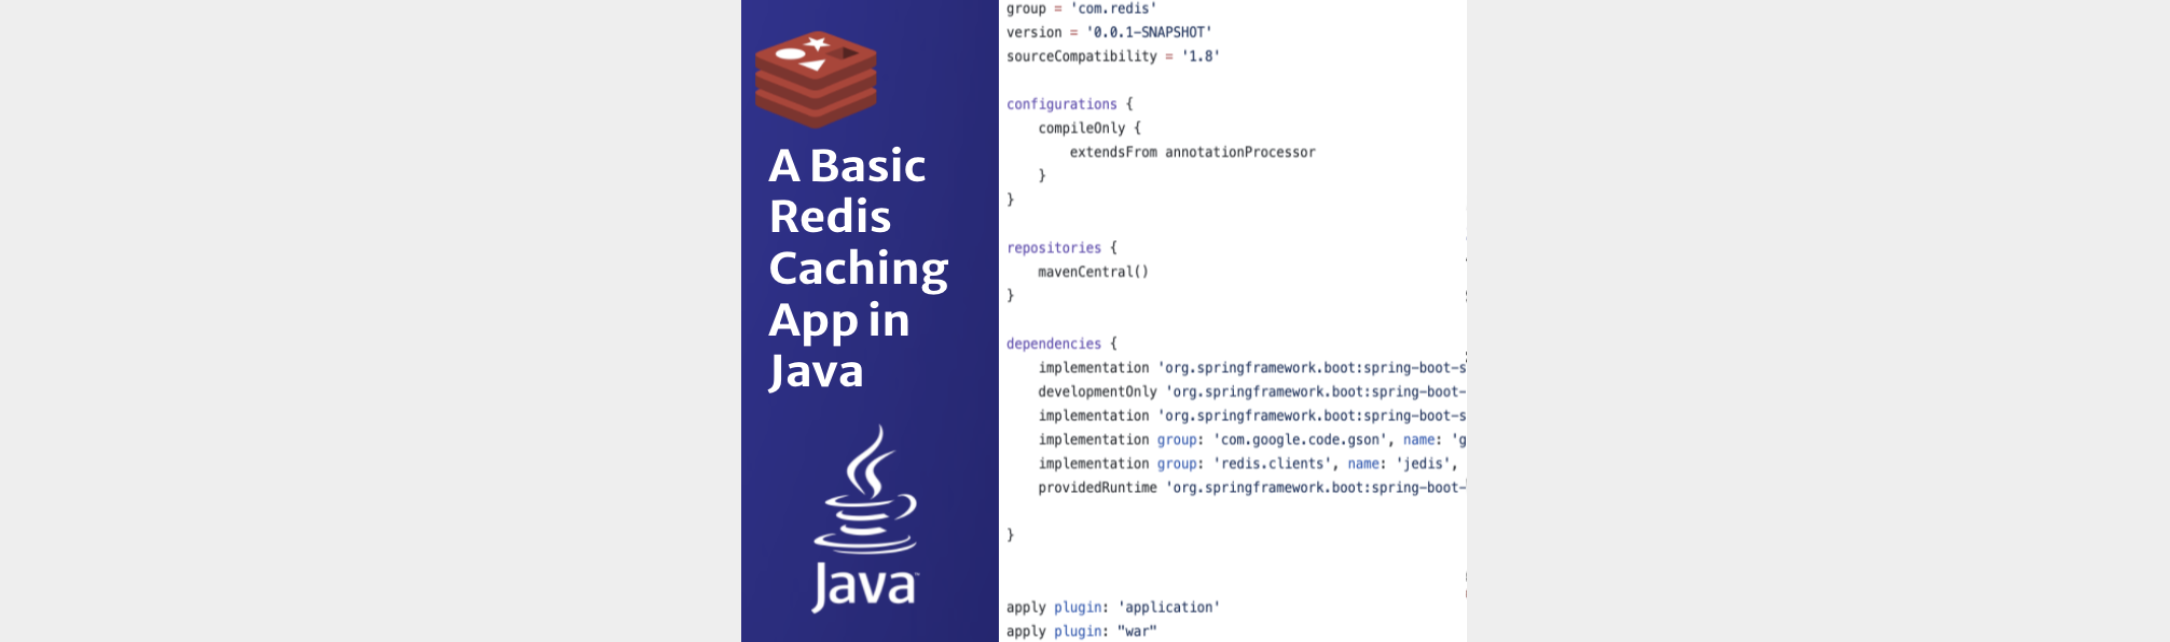 A Basic
Redis
Caching
App in
Java
Java
group = 'com.redis'
version = '0.0.1-SNAPSHOT'
sourceCompatibility = '1.8'
configurations {
    compileOnly {
        extendsFrom annotationProcessor
    }
}
repositories {
    mavenCentral()
}
dependencies {
    implementation 'org.springframework.boot:spring-boot-s
    developmentOnly 'org.springframework.boot:spring-boot-
    implementation 'org.springframework.boot:spring-boot-s
    implementation group: 'com.google.code.gson', name: 'g
    implementation group: 'redis.clients', name: 'jedis',
    providedRuntime 'org.springframework.boot:spring-boot-
}
apply plugin: 'application'
apply plugin: "war"